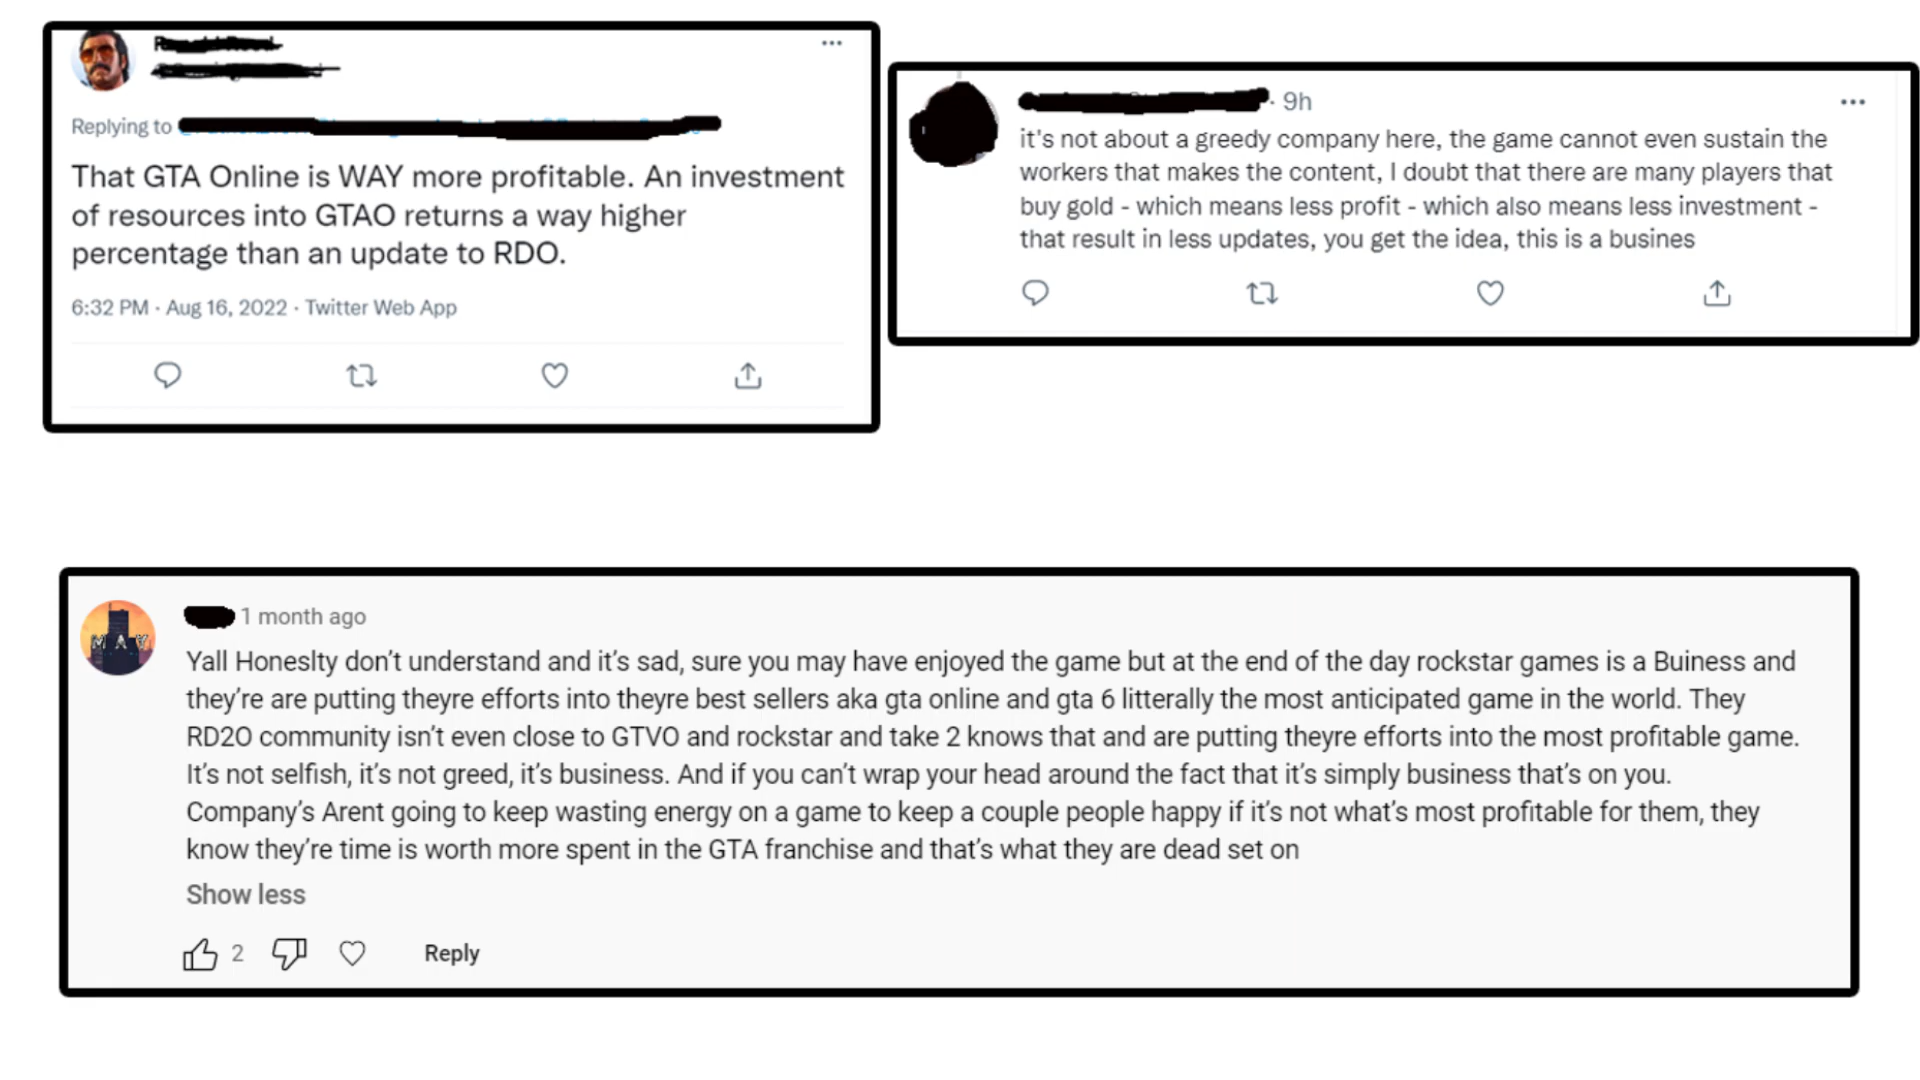 Replying to
That GTA Online is WAY more profitable. An investment
of resources into GTAO returns a way higher
percentage than an update to RDO.
6:32 PM · Aug 16, 2022 · Twitter Web App
· 9h
it's not about a greedy company here, the game cannot even sustain the
workers that makes the content, I doubt that there are many players that
buy gold - which means less profit - which also means less investment -
that result in less updates, you get the idea, this is a busines
MAV
1 month ago
Yall Honeslty don’t understand and it’s sad, sure you may have enjoyed the game but at the end of the day rockstar games is a Buiness and
they’re are putting theyre efforts into theyre best sellers aka gta online and gta 6 litterally the most anticipated game in the world. They
RD2O community isn’t even close to GTVO and rockstar and take 2 knows that and are putting theyre efforts into the most profitable game.
It’s not selfish, it’s not greed, it’s business. And if you can’t wrap your head around the fact that it’s simply business that’s on you.
Company’s Arent going to keep wasting energy on a game to keep a couple people happy if it’s not what’s most profitable for them, they
know they’re time is worth more spent in the GTA franchise and that’s what they are dead set on
Show less
2 Reply